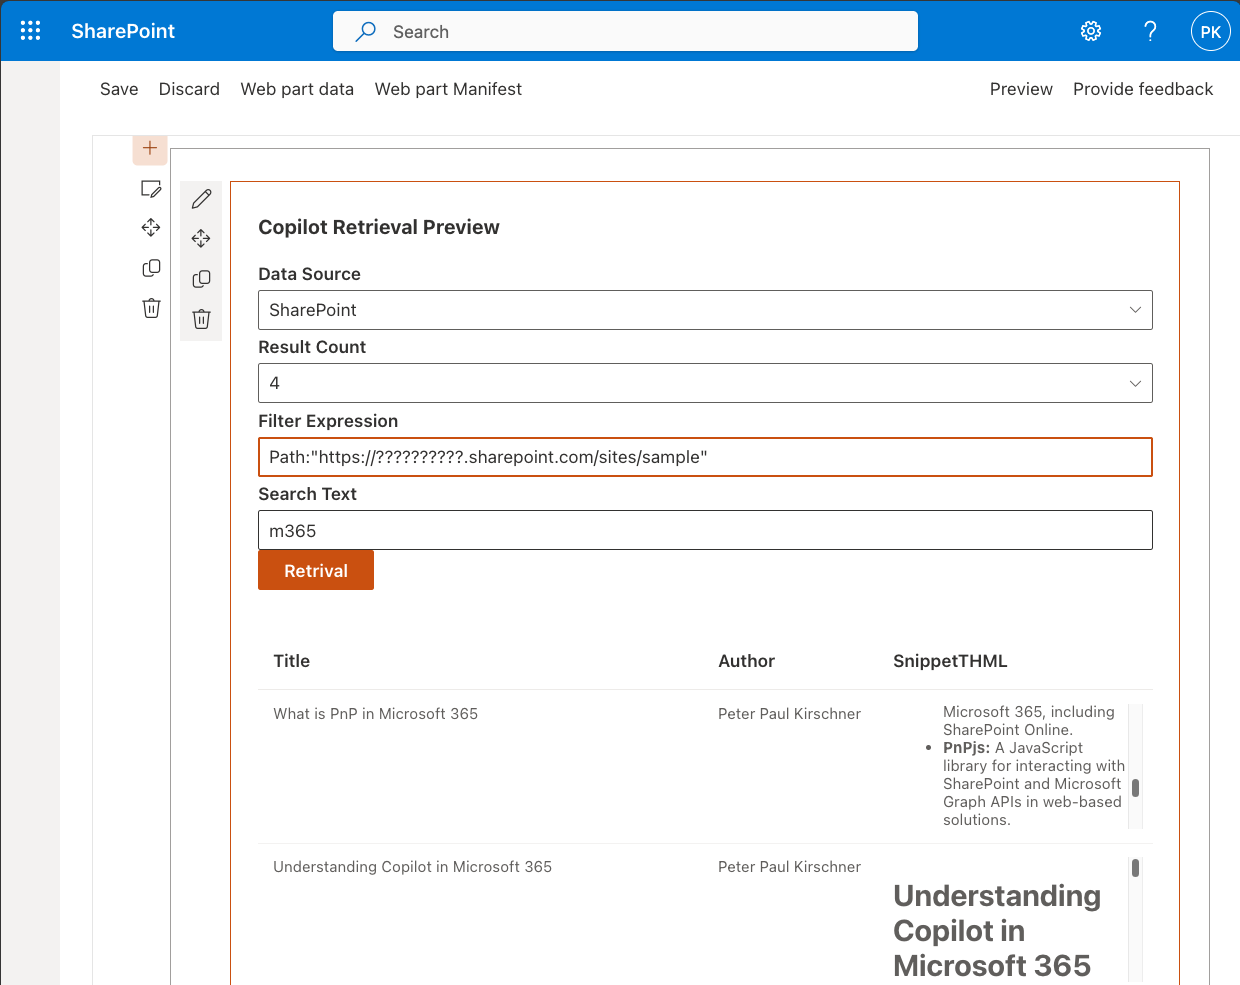 SharePoint
Search
PK
Save Discard Web part data Web part Manifest Preview Provide feedback
Copilot Retrieval Preview
Data Source
SharePoint
Result Count
4
Filter Expression
Path:"https://??????????.sharepoint.com/sites/sample"
Search Text
m365
Retrival
Title Author SnippetTHML
What is PnP in Microsoft 365 Peter Paul Kirschner
Microsoft 365, including
SharePoint Online.
• PnPjs: A JavaScript
library for interacting with
SharePoint and Microsoft
Graph APIs in web-based
solutions.
Understanding Copilot in Microsoft 365 Peter Paul Kirschner
Understanding
Copilot in
Microsoft 365